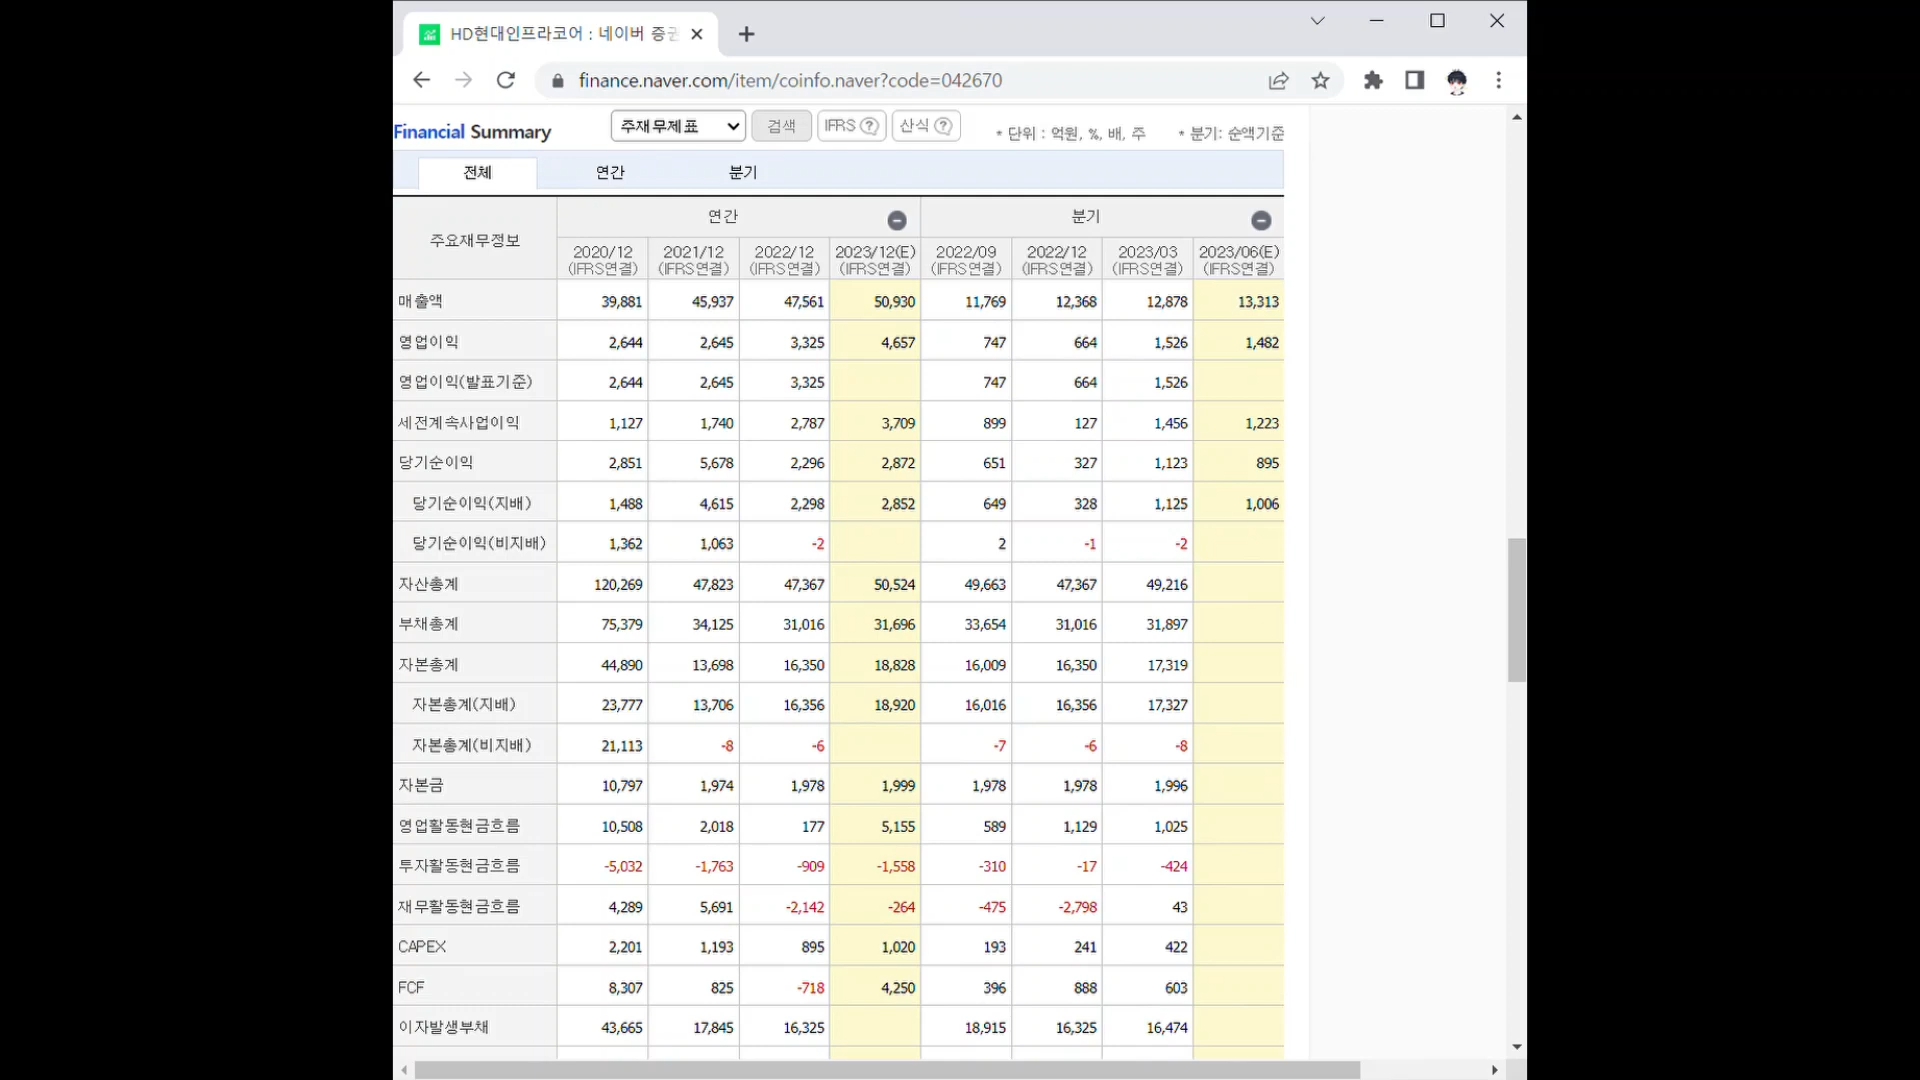 HD현대인프라코어 : 네이버 증권
finance.naver.com/item/coinfo.naver?code=042670
Financial Summary 주재무제표 검색 IFRS ? 산식 ? * 단위 : 억원, %, 배, 주 * 분기: 순액기준
전체 연간 분기
주요재무정보 연간 분기
2020/12 2021/12 2022/12 2023/12(E) 2022/09 2022/12 2023/03 2023/06(E)
(IFRS연결) (IFRS연결) (IFRS연결) (IFRS연결) (IFRS연결) (IFRS연결) (IFRS연결) (IFRS연결)
매출액 39,881 45,937 47,561 50,930 11,769 12,368 12,878 13,313
영업이익 2,644 2,645 3,325 4,657 747 664 1,526 1,482
영업이익(발표기준) 2,644 2,645 3,325 747 664 1,526
세전계속사업이익 1,127 1,740 2,787 3,709 899 127 1,456 1,223
당기순이익 2,851 5,678 2,296 2,872 651 327 1,123 895
당기순이익(지배) 1,488 4,615 2,298 2,852 649 328 1,125 1,006
당기순이익(비지배) 1,362 1,063 -2 2 -1 -2
자산총계 120,269 47,823 47,367 50,524 49,663 47,367 49,216
부채총계 75,379 34,125 31,016 31,696 33,654 31,016 31,897
자본총계 44,890 13,698 16,350 18,828 16,009 16,350 17,319
자본총계(지배) 23,777 13,706 16,356 18,920 16,016 16,356 17,327
자본총계(비지배) 21,113 -8 -6 -7 -6 -8
자본금 10,797 1,974 1,978 1,999 1,978 1,978 1,996
영업활동현금흐름 10,508 2,018 177 5,155 589 1,129 1,025
투자활동현금흐름 -5,032 -1,763 -909 -1,558 -310 -17 -424
재무활동현금흐름 4,289 5,691 -2,142 -264 -475 -2,798 43
CAPEX 2,201 1,193 895 1,020 193 241 422
FCF 8,307 825 -718 4,250 396 888 603
이자발생부채 43,665 17,845 16,325 18,915 16,325 16,474